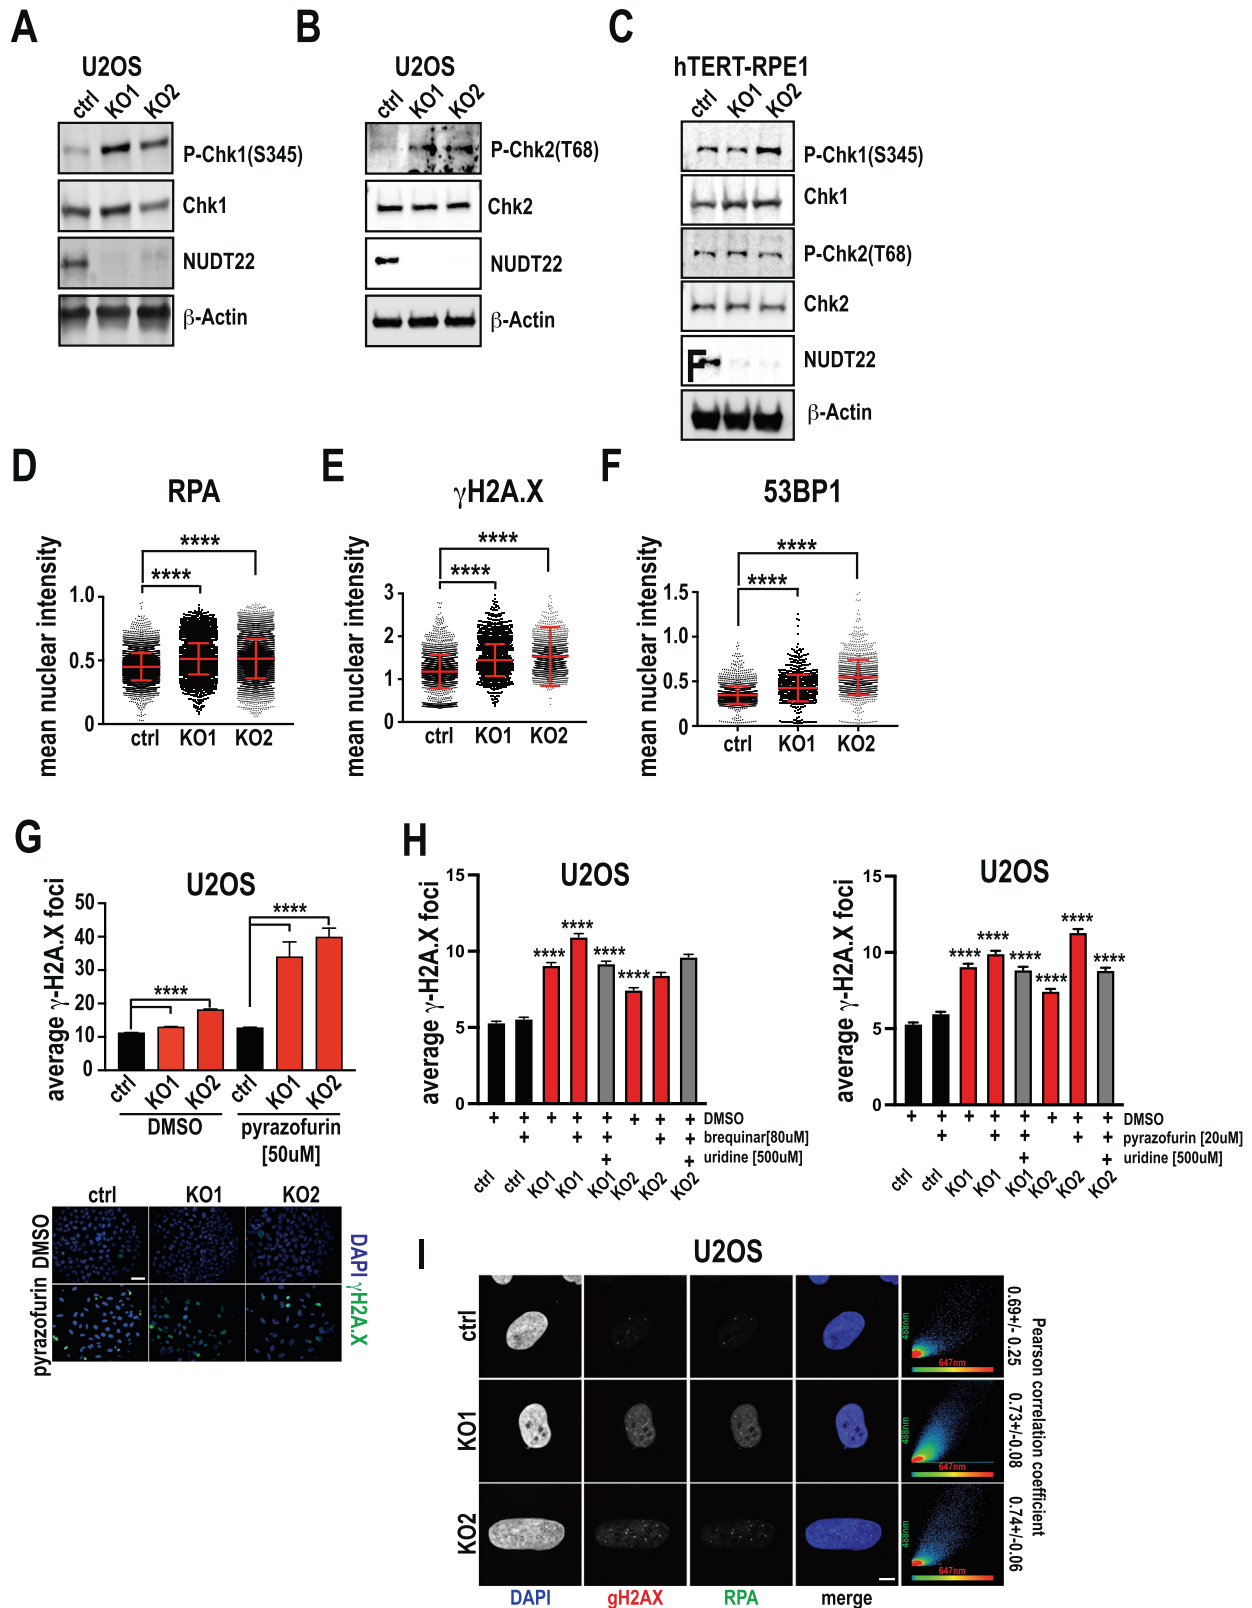 A
U2OS
ctrl KO1 KO2
P-Chk1(S345)
Chk1
NUDT22
β-Actin
B
U2OS
ctrl KO1 KO2
P-Chk2(T68)
Chk2
NUDT22
β-Actin
C
hTERT-RPE1
ctrl KO1 KO2
P-Chk1(S345)
Chk1
P-Chk2(T68)
Chk2
F
NUDT22
β-Actin
D
RPA
mean nuclear intensity
****
****
1.0
0.5
0
ctrl KO1 KO2
E
γH2A.X
mean nuclear intensity
****
****
3
2
1
0
ctrl KO1 KO2
F
53BP1
mean nuclear intensity
****
****
1.5
1.0
0.5
0
ctrl KO1 KO2
G
U2OS
average γ-H2A.X foci
50
40
30
20
10
0
****
****
ctrl KO1 KO2 ctrl KO1 KO2
DMSO pyrazofurin
[50uM]
ctrl KO1 KO2
DMSO
pyrazofurin
DAPI γH2A.X
H
U2OS
average γ-H2A.X foci
15
10
5
0
**** **** **** ****
+ + + + + + + + DMSO
+ + + + + brequinar[80uM]
+ + uridine [500uM]
ctrl ctrl KO1 KO1 KO1 KO2 KO2 KO2
U2OS
average γ-H2A.X foci
15
10
5
0
**** **** **** **** **** ****
+ + + + + + + + DMSO
+ + + + + pyrazofurin [20uM]
+ + uridine [500uM]
ctrl ctrl KO1 KO1 KO1 KO2 KO2 KO2
I
U2OS
ctrl
488nm
647nm
0.69+/- 0.25
KO1
488nm
647nm
0.73+/-0.08
KO2
488nm
647nm
0.74+/-0.06
Pearson correlation coefficient
DAPI gH2AX RPA merge